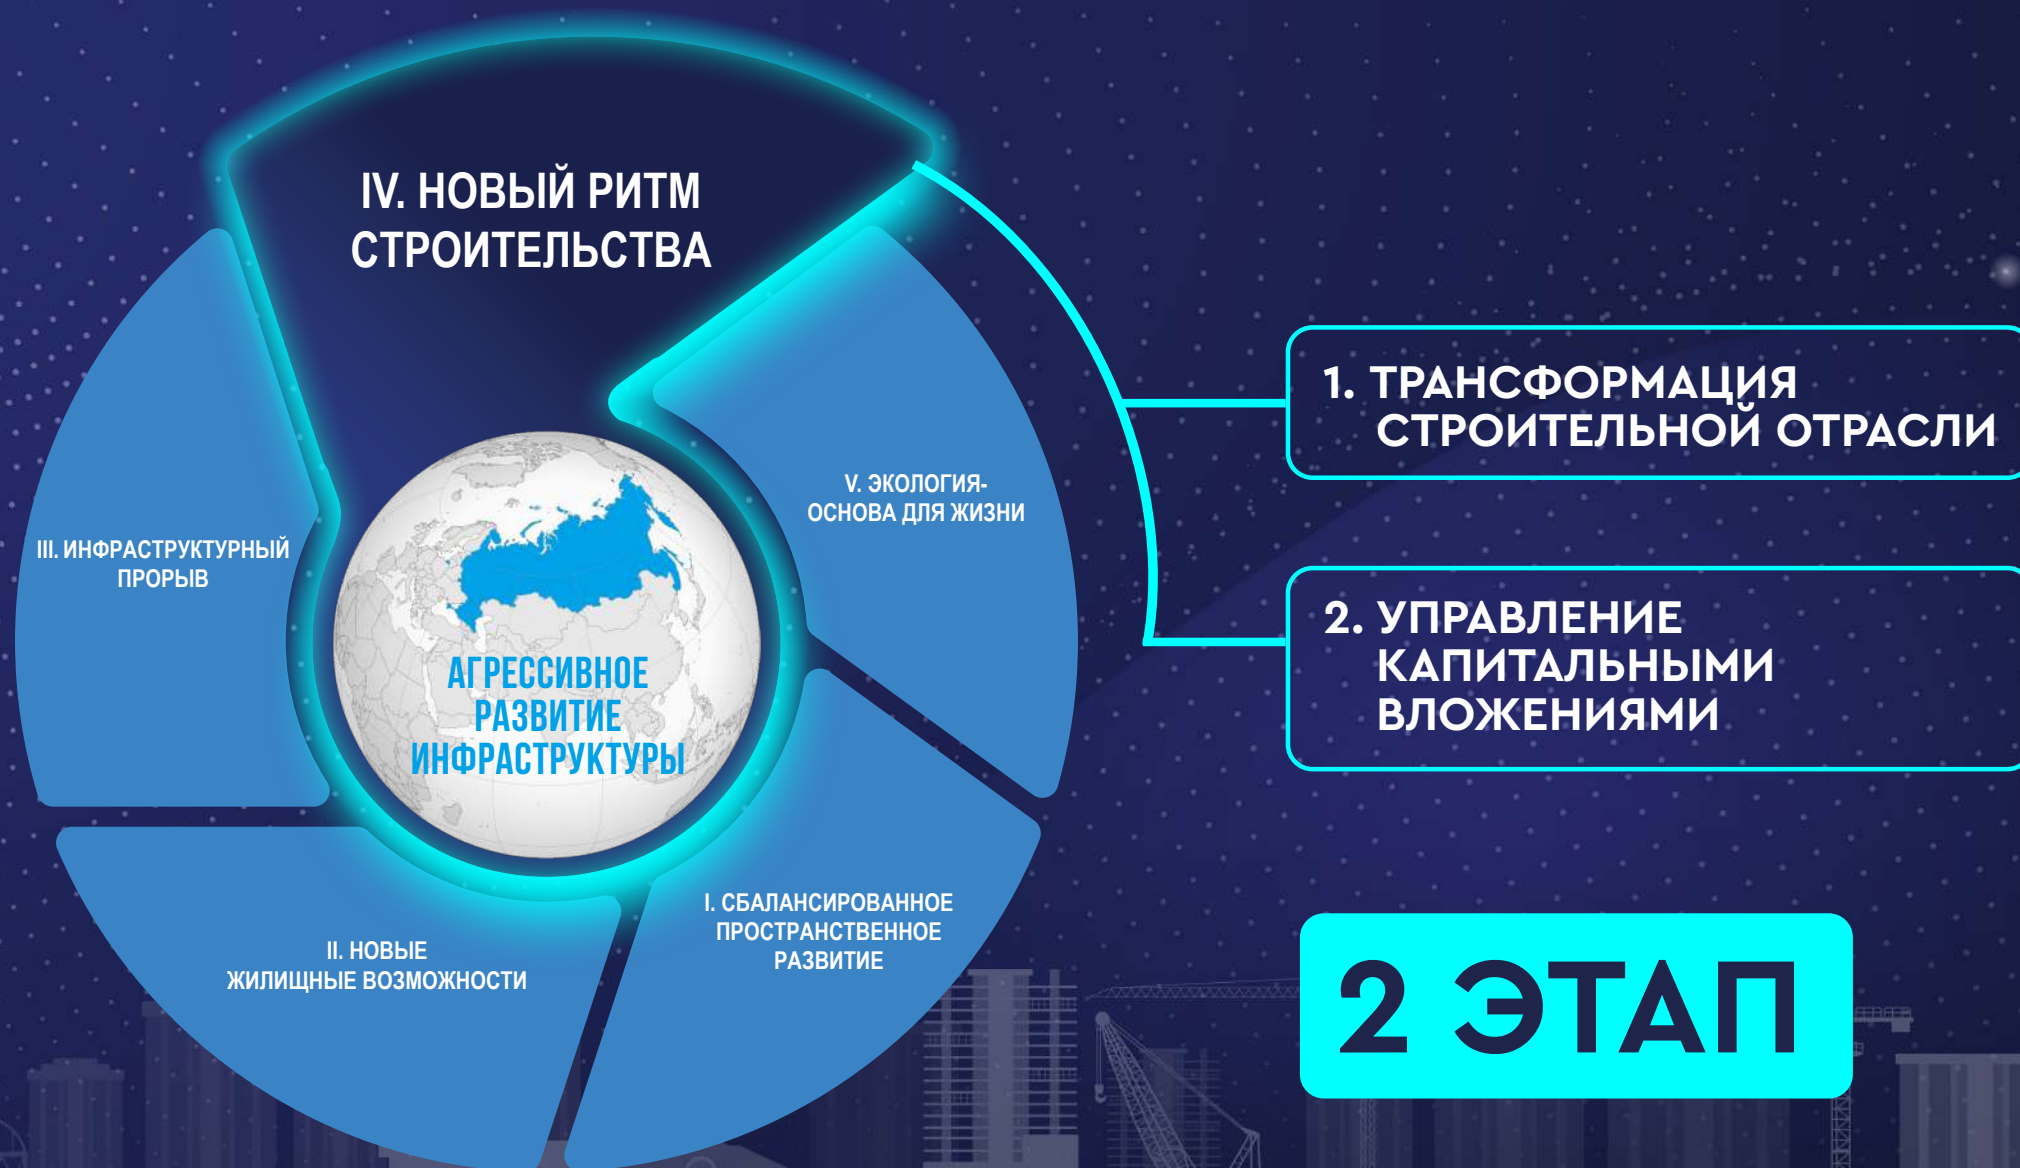 IV. НОВЫЙ РИТМ
СТРОИТЕЛЬСТВА
III. ИНФРАСТРУКТУРНЫЙ
ПРОРЫВ
V. ЭКОЛОГИЯ-
ОСНОВА ДЛЯ ЖИЗНИ
АГРЕССИВНОЕ
РАЗВИТИЕ
ИНФРАСТРУКТУРЫ
II. НОВЫЕ
ЖИЛИЩНЫЕ ВОЗМОЖНОСТИ
I. СБАЛАНСИРОВАННОЕ
ПРОСТРАНСТВЕННОЕ
РАЗВИТИЕ
1. ТРАНСФОРМАЦИЯ
СТРОИТЕЛЬНОЙ ОТРАСЛИ
2. УПРАВЛЕНИЕ
КАПИТАЛЬНЫМИ
ВЛОЖЕНИЯМИ
2 ЭТАП